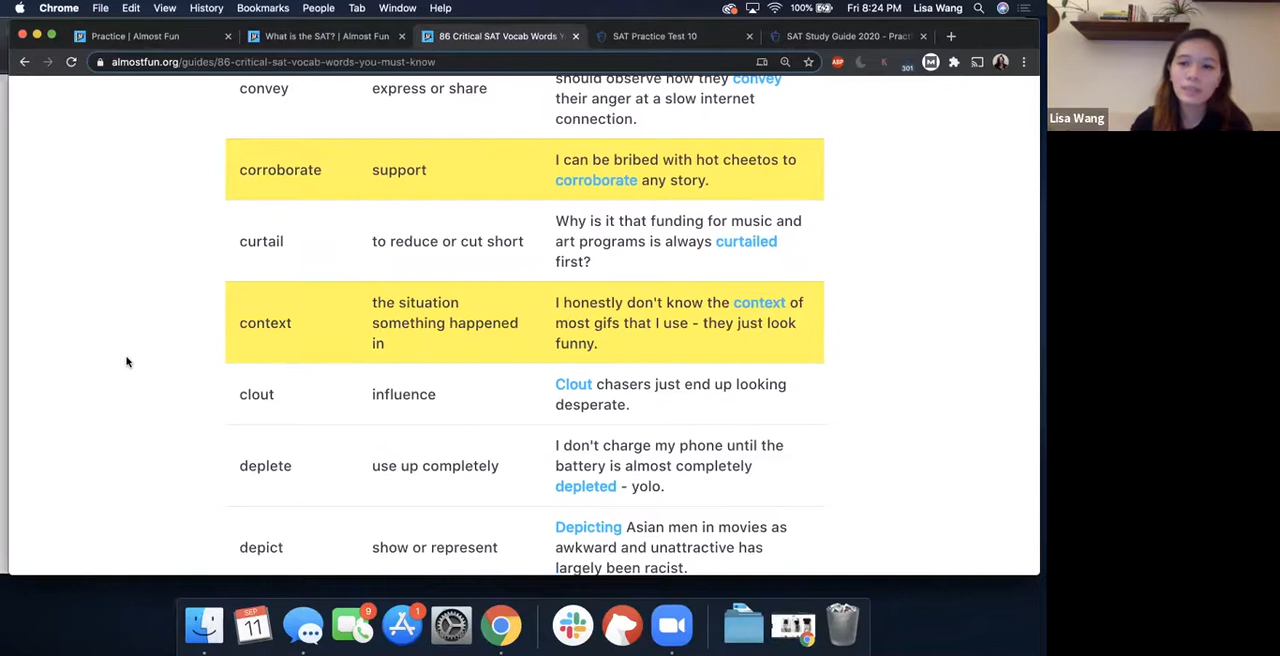 Chrome File Edit View History Bookmarks People Tab Window Help 100% Fri 8:24 PM Lisa Wang
Practice | Almost Fun
What is the SAT? | Almost Fun
86 Critical SAT Vocab Words Y
SAT Practice Test 10
SAT Study Guide 2020 - Pract
almostfun.org/guides/86-critical-sat-vocab-words-you-must-know
ABP
K
301
M
Lisa Wang
should observe how they convey
convey express or share their anger at a slow internet
connection.
I can be bribed with hot cheetos to
corroborate support
corroborate any story.
Why is it that funding for music and
curtail to reduce or cut short art programs is always curtailed
first?
the situation I honestly don't know the context of
context something happened most gifs that I use - they just look
in funny.
Clout chasers just end up looking
clout influence
desperate.
I don't charge my phone until the
deplete use up completely battery is almost completely
depleted - yolo.
Depicting Asian men in movies as
depict show or represent awkward and unattractive has
largely been racist.
SEP
11
9
1